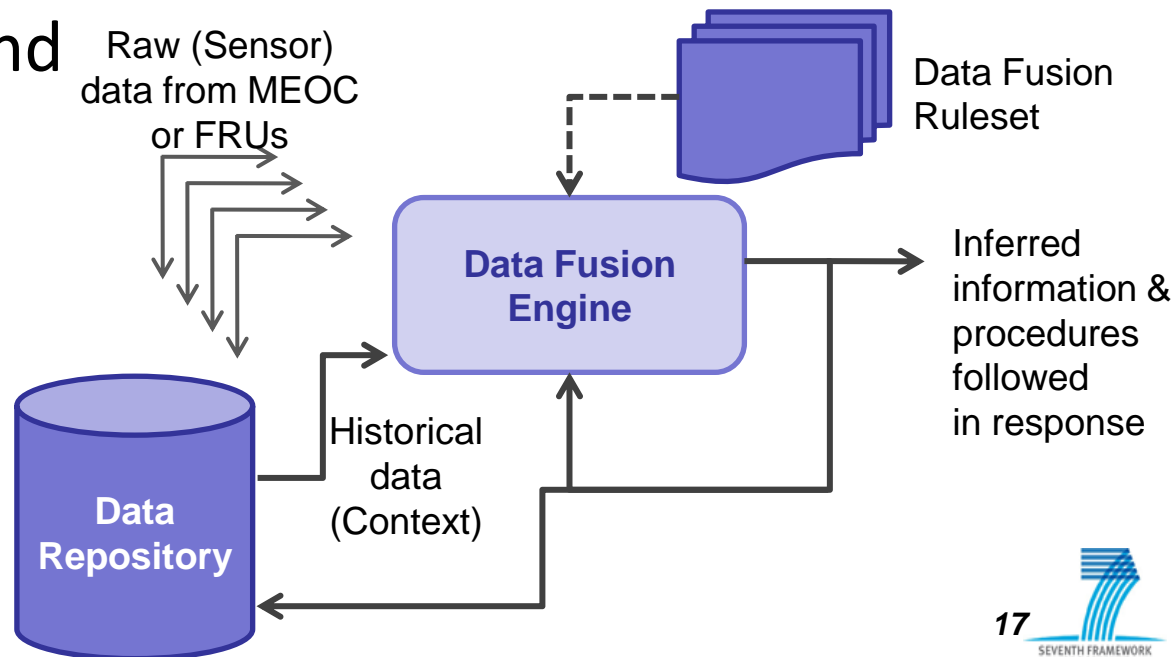 nd
Raw (Sensor)
data from MEOC
or FRUs
Data Fusion
Ruleset
Data Fusion
Engine
Inferred
information &
procedures
followed
in response
Historical
data
(Context)
Data
Repository
17
SEVENTH FRAMEWORK